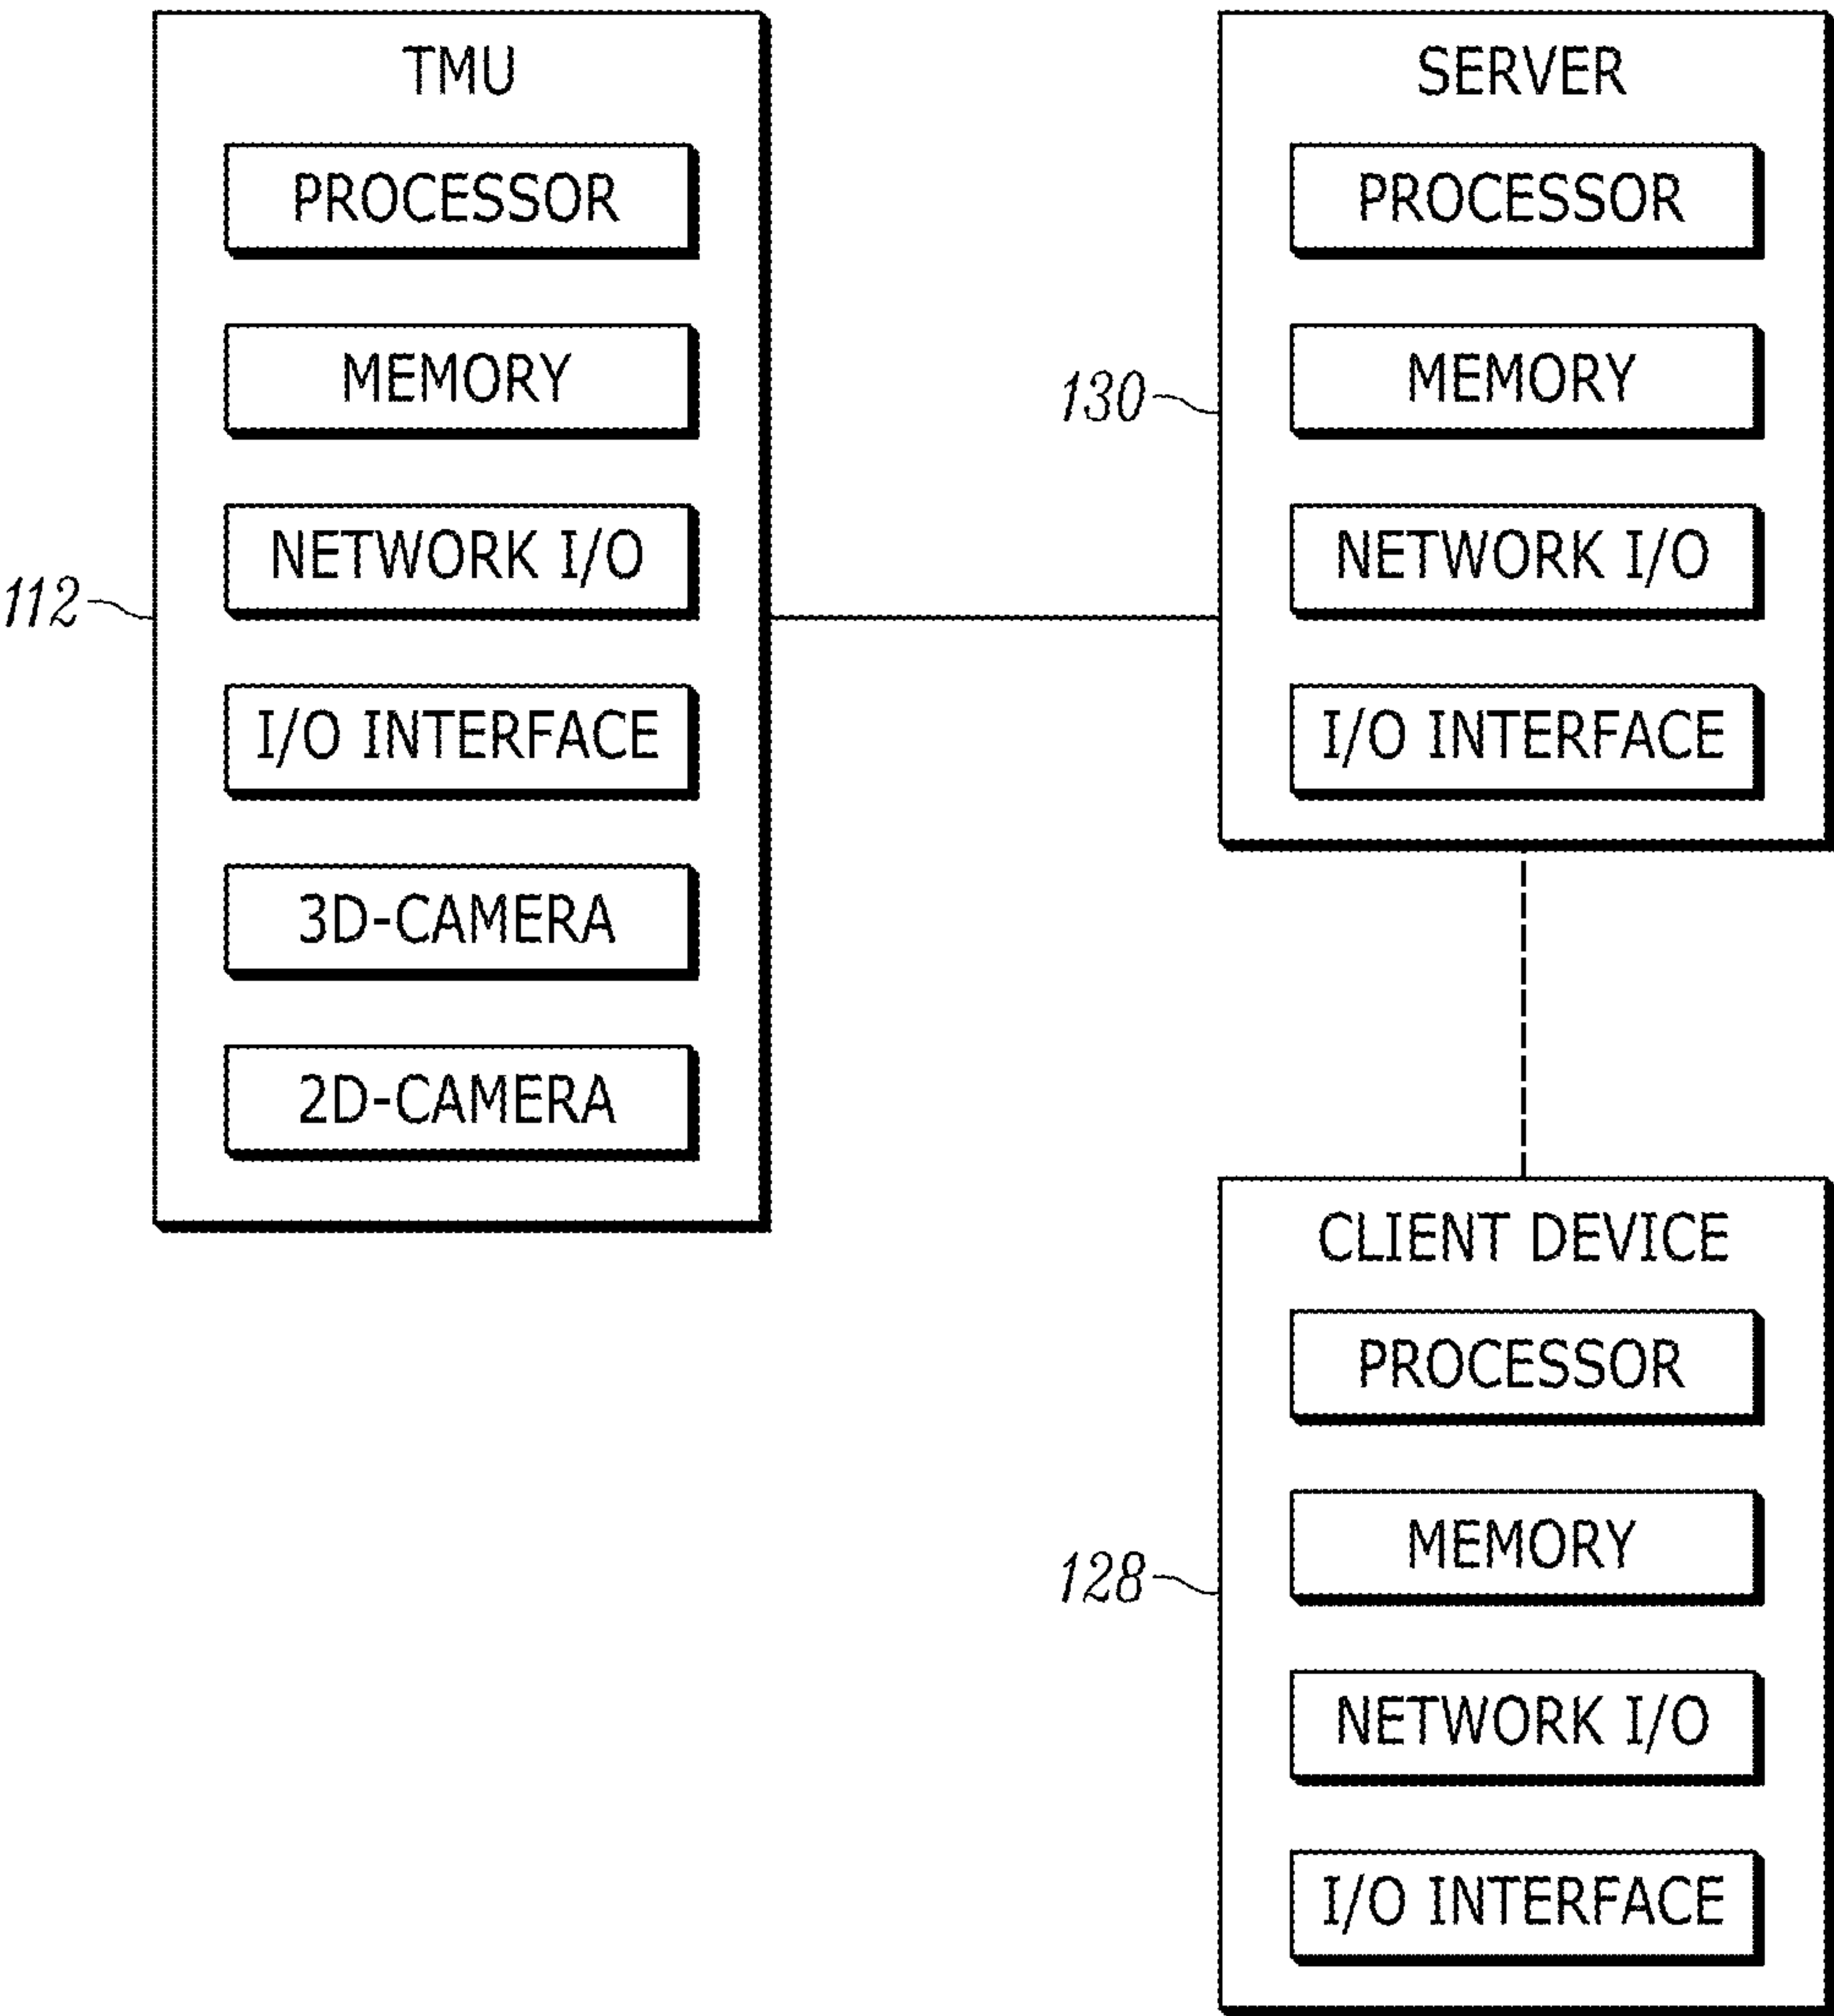 TMU
PROCESSOR
MEMORY
NETWORK I/O
I/O INTERFACE
3D-CAMERA
2D-CAMERA
112
SERVER
PROCESSOR
MEMORY
NETWORK I/O
I/O INTERFACE
130
CLIENT DEVICE
PROCESSOR
MEMORY
NETWORK I/O
I/O INTERFACE
128